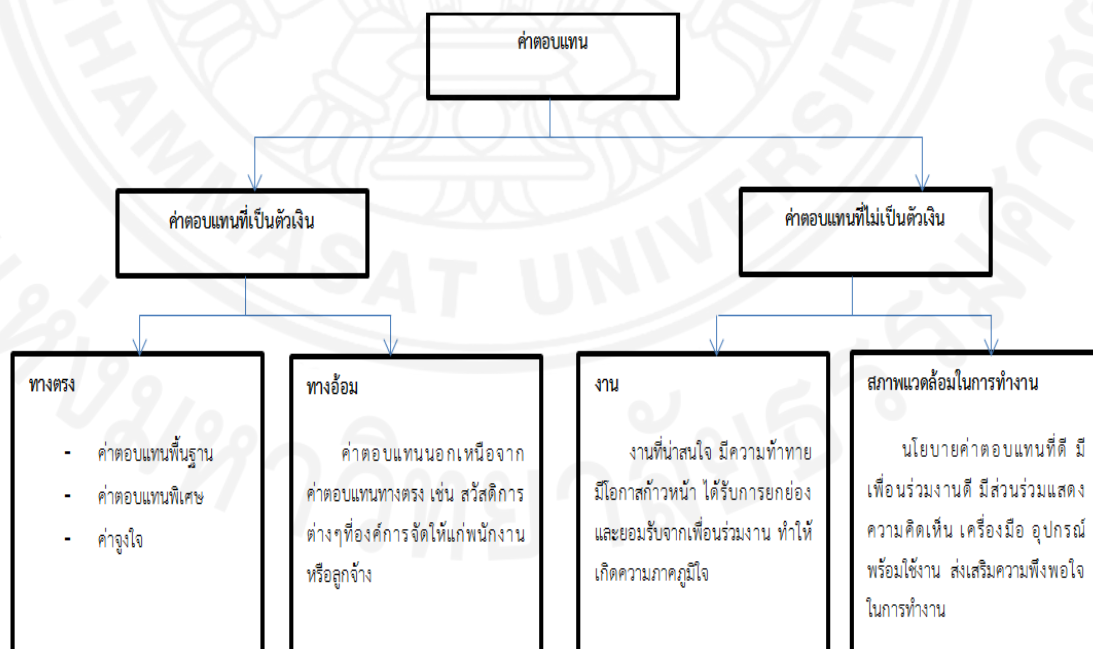 ค่าตอบแทน
ค่าตอบแทนที่เป็นตัวเงิน
ค่าตอบแทนที่ไม่เป็นตัวเงิน
ทางตรง
- ค่าตอบแทนพื้นฐาน
- ค่าตอบแทนพิเศษ
- ค่าจูงใจ
ทางอ้อม
ค่าตอบแทนนอกเหนือจาก
ค่าตอบแทนทางตรง เช่น สวัสดิการ
ต่างๆที่องค์การจัดให้แก่พนักงาน
หรือลูกจ้าง
งาน
งานที่น่าสนใจ มีความท้าทาย
มีโอกาสก้าวหน้า ได้รับการยกย่อง
และยอมรับจากเพื่อนร่วมงาน ทำให้
เกิดความภาคภูมิใจ
สภาพแวดล้อมในการทำงาน
นโยบายค่าตอบแทนที่ดี มี
เพื่อนร่วมงานดี มีส่วนร่วมแสดง
ความคิดเห็น เครื่องมือ อุปกรณ์
พร้อมใช้งาน ส่งเสริมความพึงพอใจ
ในการทำงาน
THAMMASAT UNIVERSITY